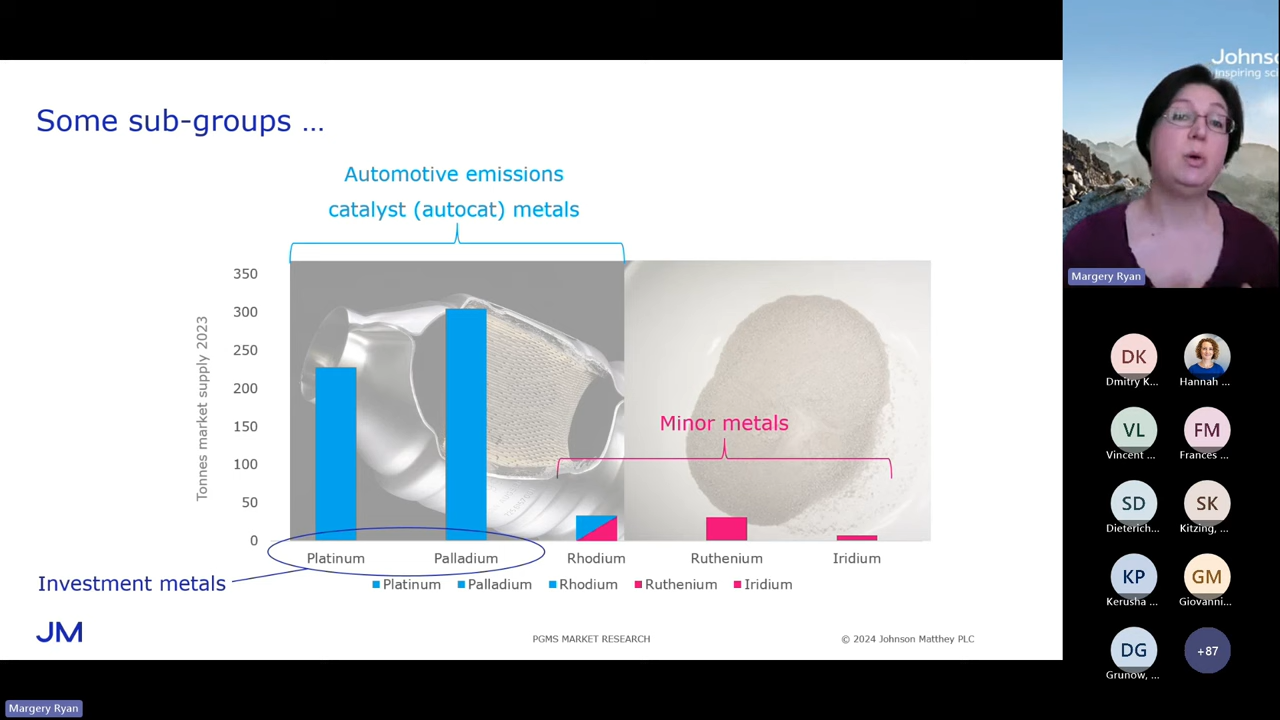 Some sub-groups ...
Automotive emissions
catalyst (autocat) metals
Tonnes market supply 2023
350
300
250
200
150
100
50
0
Minor metals
Platinum
Palladium
Rhodium
Ruthenium
Iridium
Investment metals
Platinum Palladium Rhodium Ruthenium Iridium
JM
PGMS MARKET RESEARCH
© 2024 Johnson Matthey PLC
Johns
Inspiring sci
Margery Ryan
DK
Dmitry K...
Hannah ...
VL
Vincent ...
FM
Frances ...
SD
Dieterich...
SK
Kitzing, ...
KP
Kerusha ...
GM
Giovanni...
DG
Grunow, ...
+87
Margery Ryan